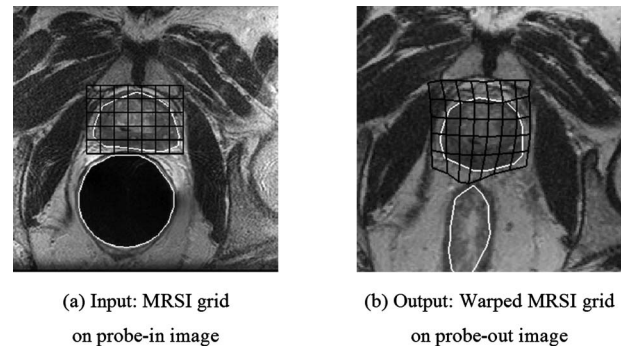 (a) Input: MRSI grid
on probe-in image
(b) Output: Warped MRSI grid
on probe-out image